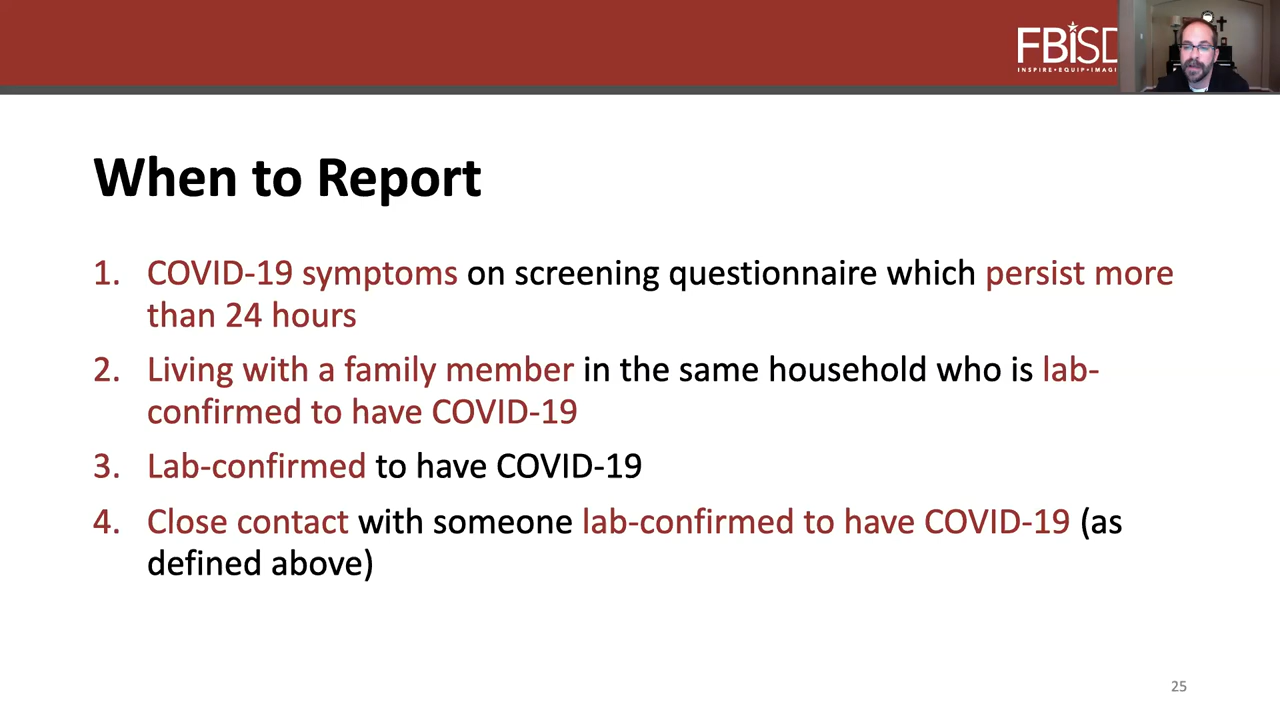 FBISD
INSPIRE•EQUIP•IMAGI
When to Report
1. COVID-19 symptoms on screening questionnaire which persist more
than 24 hours
2. Living with a family member in the same household who is lab-
confirmed to have COVID-19
3. Lab-confirmed to have COVID-19
4. Close contact with someone lab-confirmed to have COVID-19 (as
defined above)
25